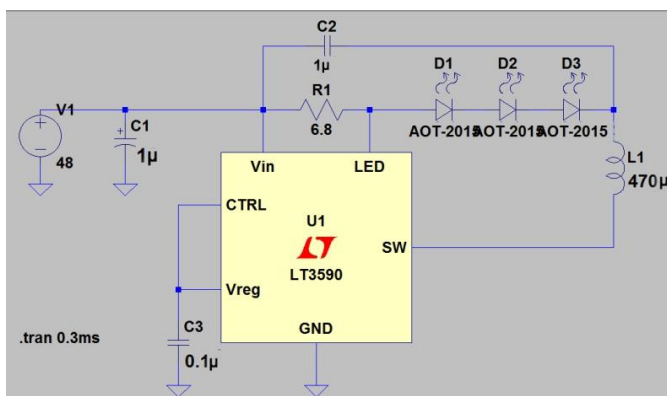 C2
1µ
V1
48
C1
1µ
R1
6.8
D1
D2
D3
AOT-2015
AOT-2015
AOT-2015
L1
470µ
Vin
LED
CTRL
U1
LT3590
SW
Vreg
GND
C3
0.1µ
.tran 0.3ms